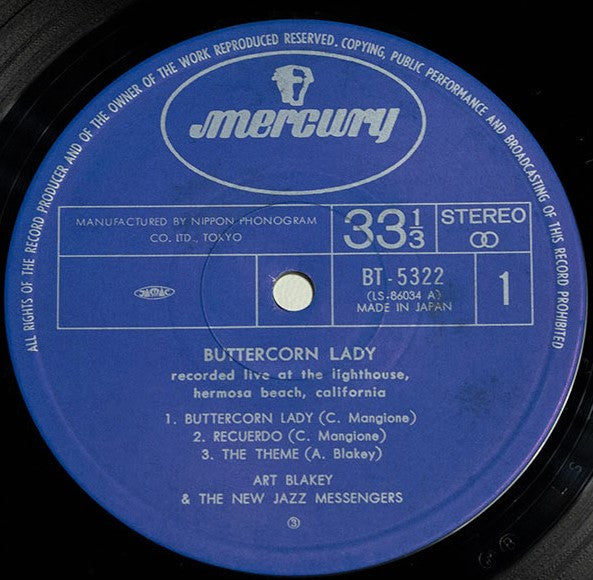 ALL RIGHTS OF THE RECORD PRODUCER AND OF THE OWNER OF THE WORK REPRODUCED RESERVED. COPYING, PUBLIC PERFORMANCE AND BROADCASTING OF THIS RECORD PROHIBITED
mercury
MANUFACTURED BY NIPPON PHONOGRAM
CO. LTD., TOKYO
33 1/3
STEREO
JASRAC
BT-5322
(LS-86034 A)
MADE IN JAPAN
1
BUTTERCORN LADY
recorded live at the lighthouse,
hermosa beach, california
1. BUTTERCORN LADY (C. Mangione)
2. RECUERDO (C. Mangione)
3. THE THEME (A. Blakey)
ART BLAKEY
& THE NEW JAZZ MESSENGERS
③